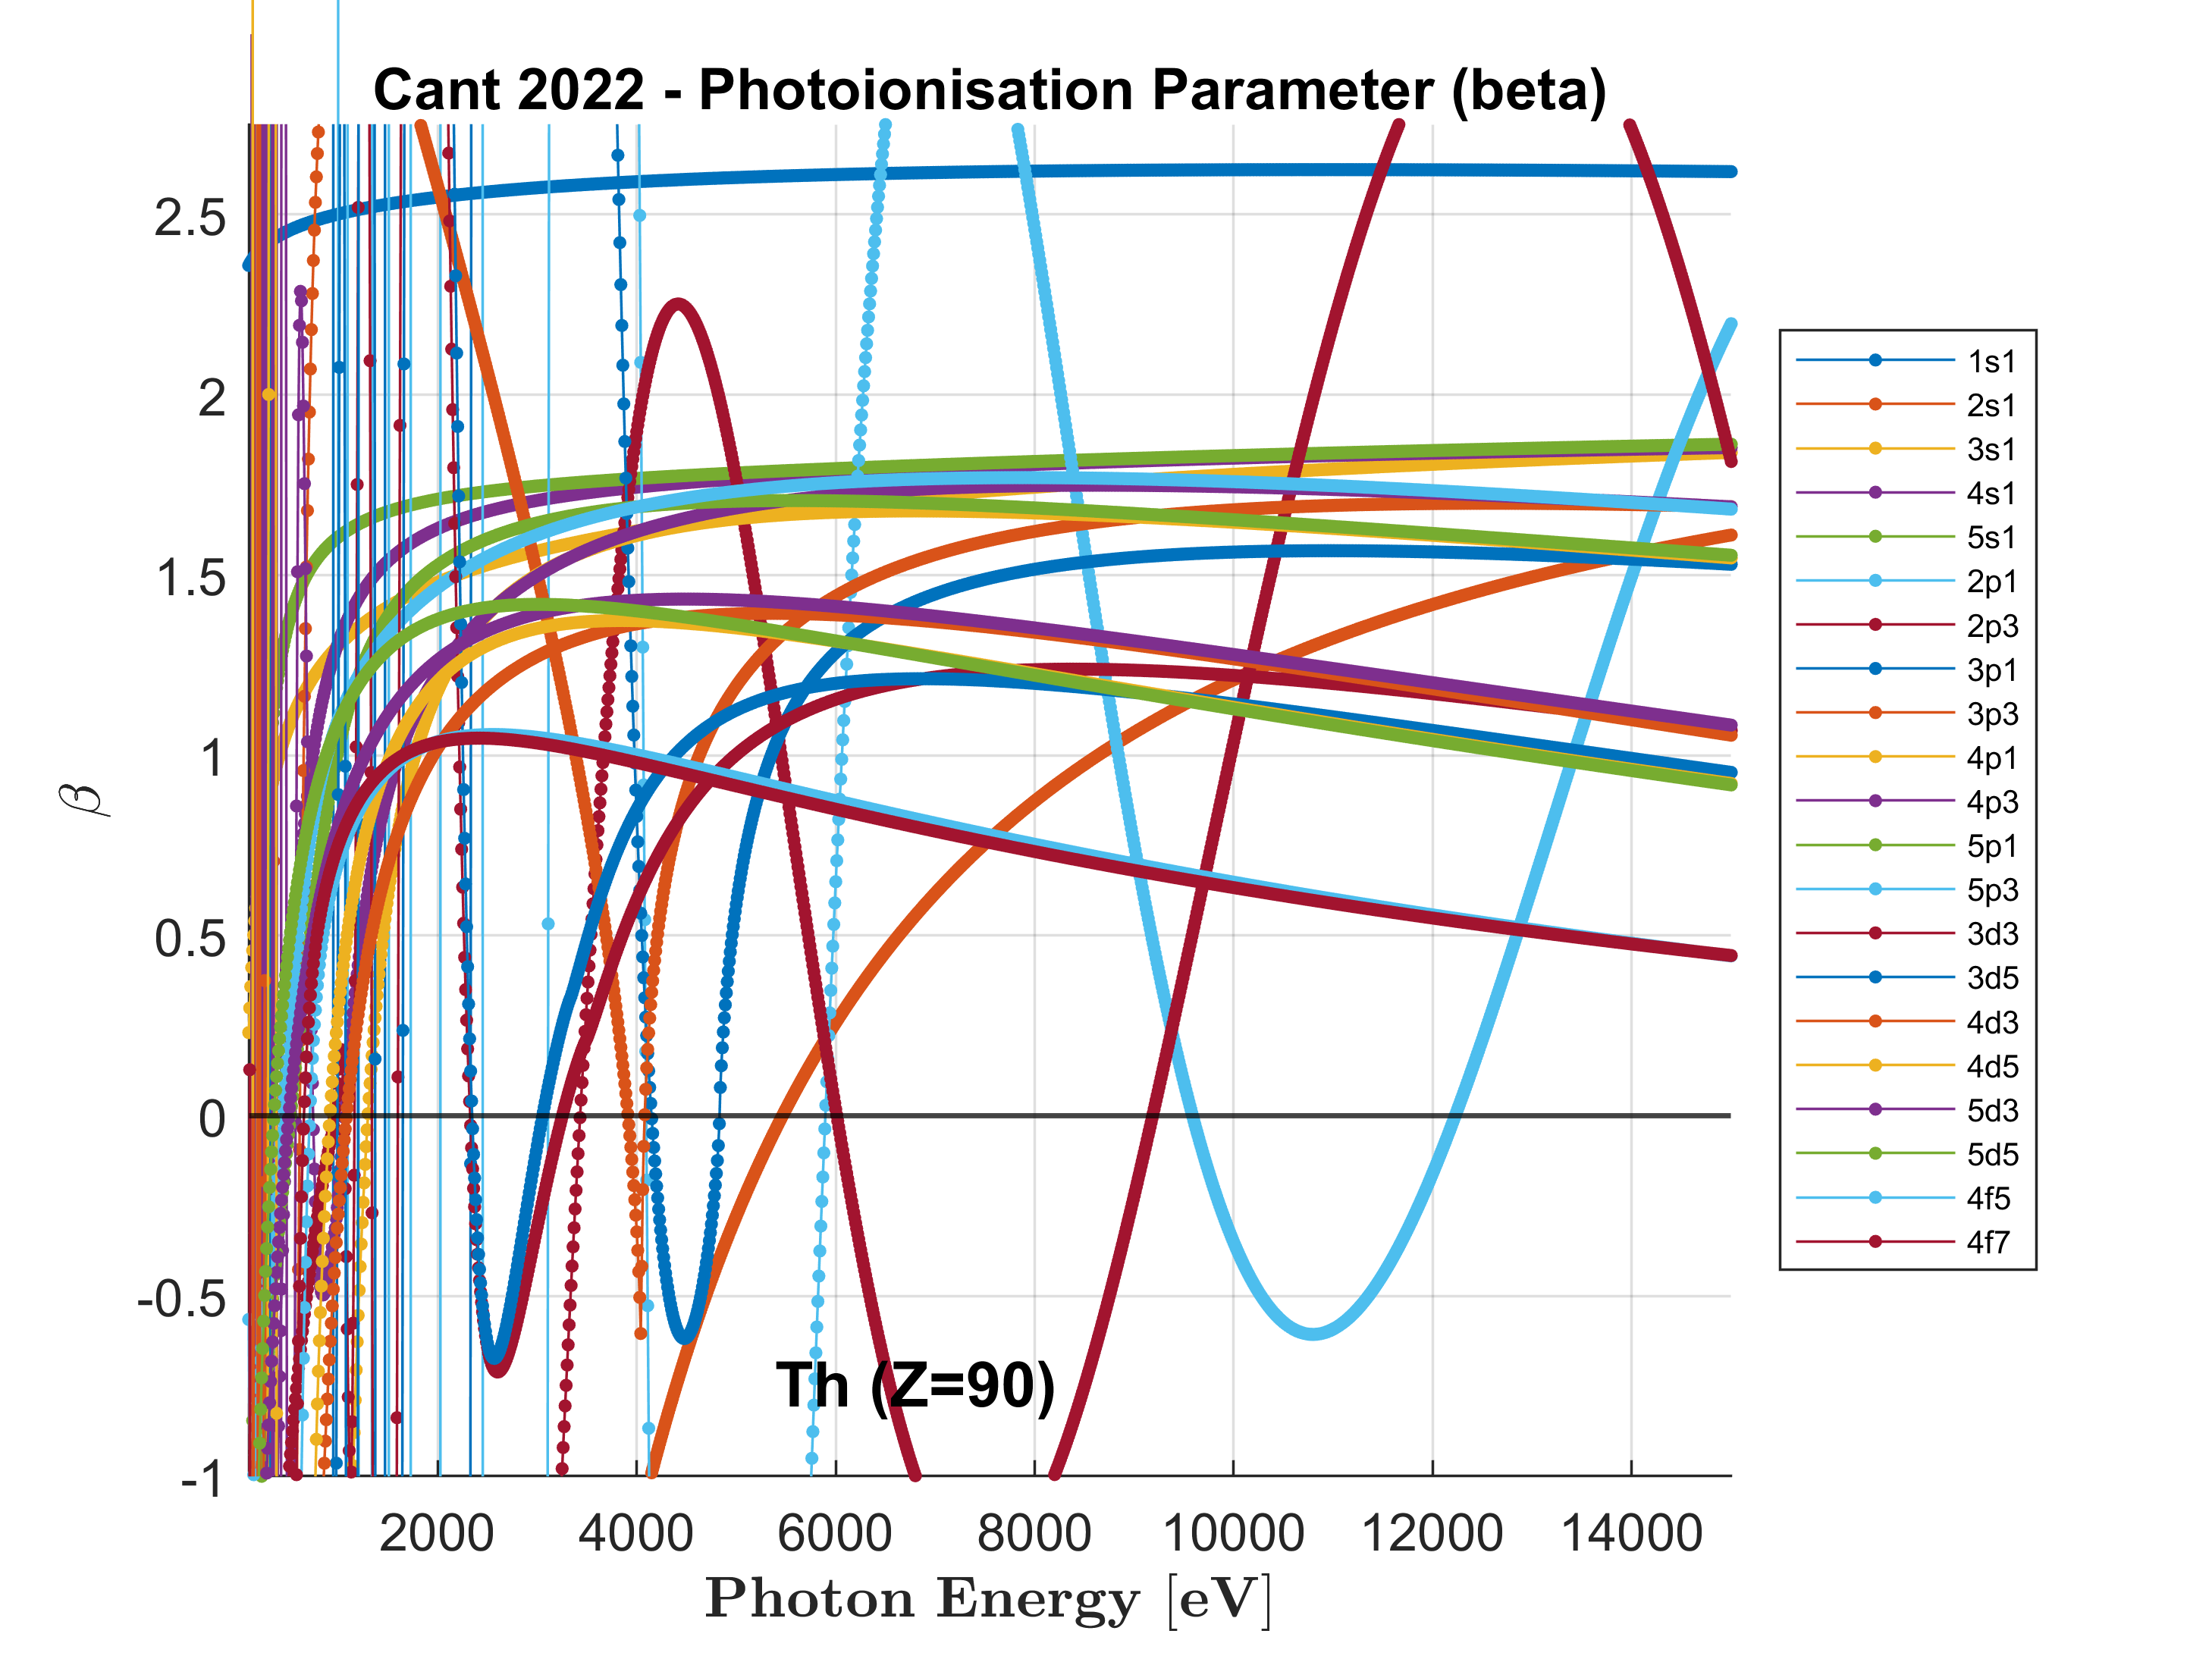 Cant 2022 - Photoionisation Parameter (beta)
2.5
2
1.5
1
0.5
0
-0.5
-1
β
Th (Z=90)
2000 4000 6000 8000 10000 12000 14000
Photon Energy [eV]
1s1
2s1
3s1
4s1
5s1
2p1
2p3
3p1
3p3
4p1
4p3
5p1
5p3
3d3
3d5
4d3
4d5
5d3
5d5
4f5
4f7